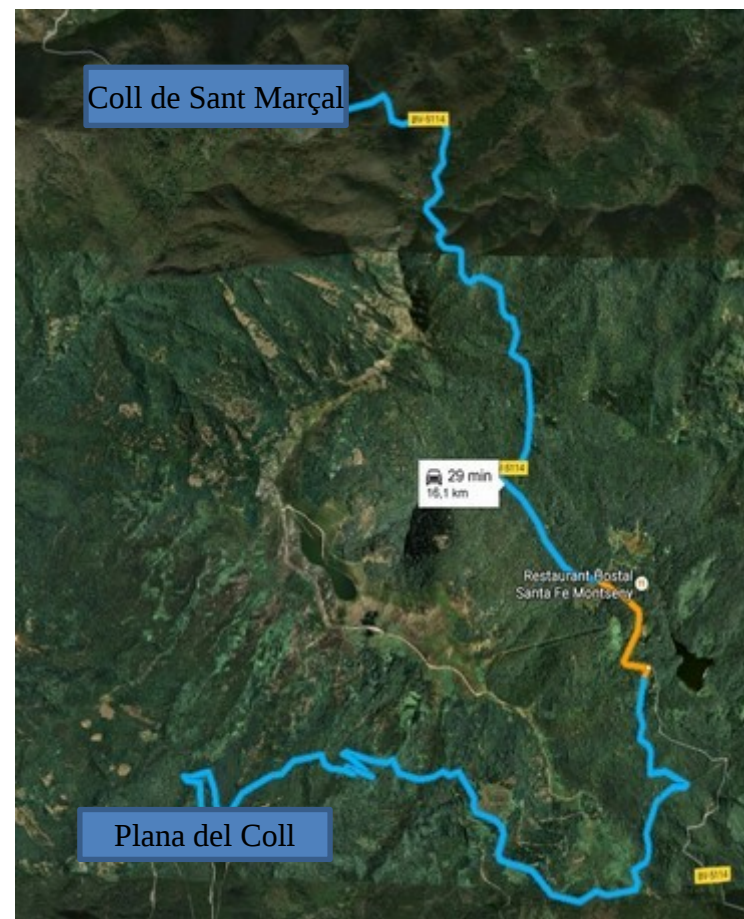 Coll de Sant Marçal
BV-5114
BV-5114
29 min
16,1 km
Restaurant Hostal
Santa Fe Montseny
Plana del Coll
BV-5114